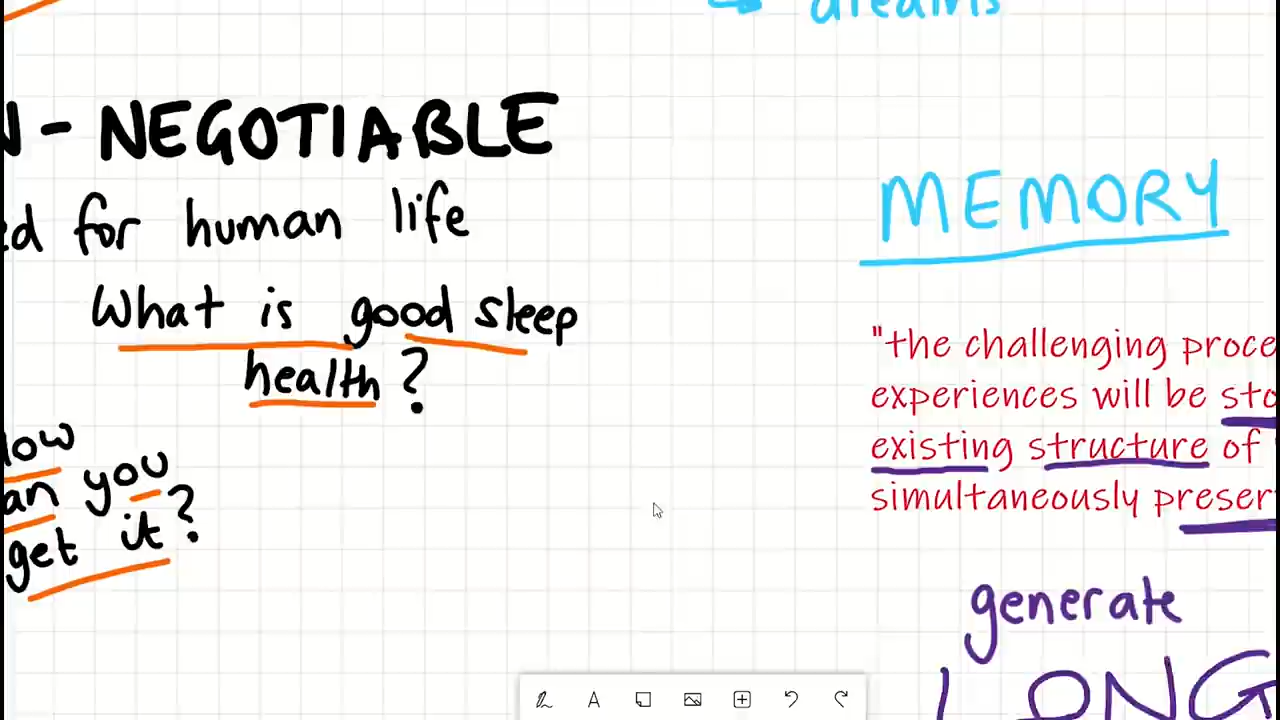 dreams
N - NEGOTIABLE
ed for human life
What is good sleep
health?
how
an you
get it?
MEMORY
"the challenging proce
experiences will be sto
existing structure of
simultaneously preser
generate
LONG